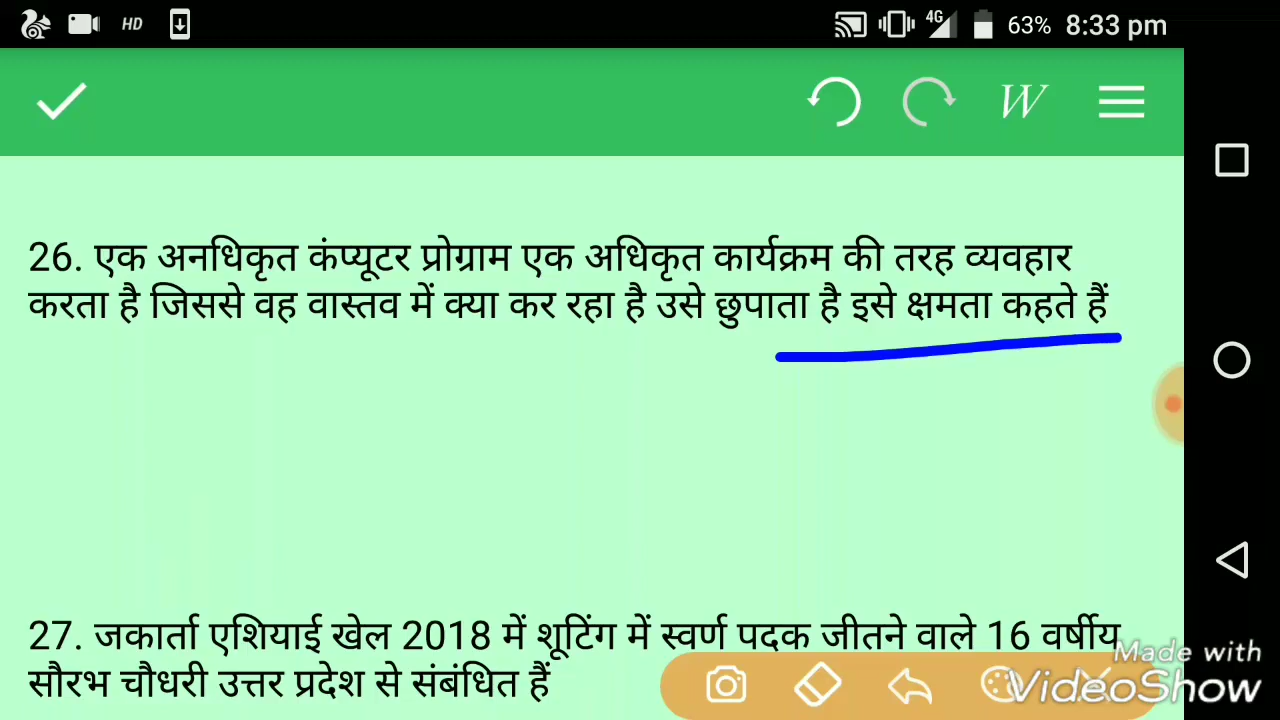 HD 4G 63% 8:33 pm
W
26. एक अनधिकृत कंप्यूटर प्रोग्राम एक अधिकृत कार्यक्रम की तरह व्यवहार
करता है जिससे वह वास्तव में क्या कर रहा है उसे छुपाता है इसे क्षमता कहते हैं
27. जकार्ता एशियाई खेल 2018 में शूटिंग में स्वर्ण पदक जीतने वाले 16 वर्षीय
सौरभ चौधरी उत्तर प्रदेश से संबंधित हैं
Made with
VideoShow